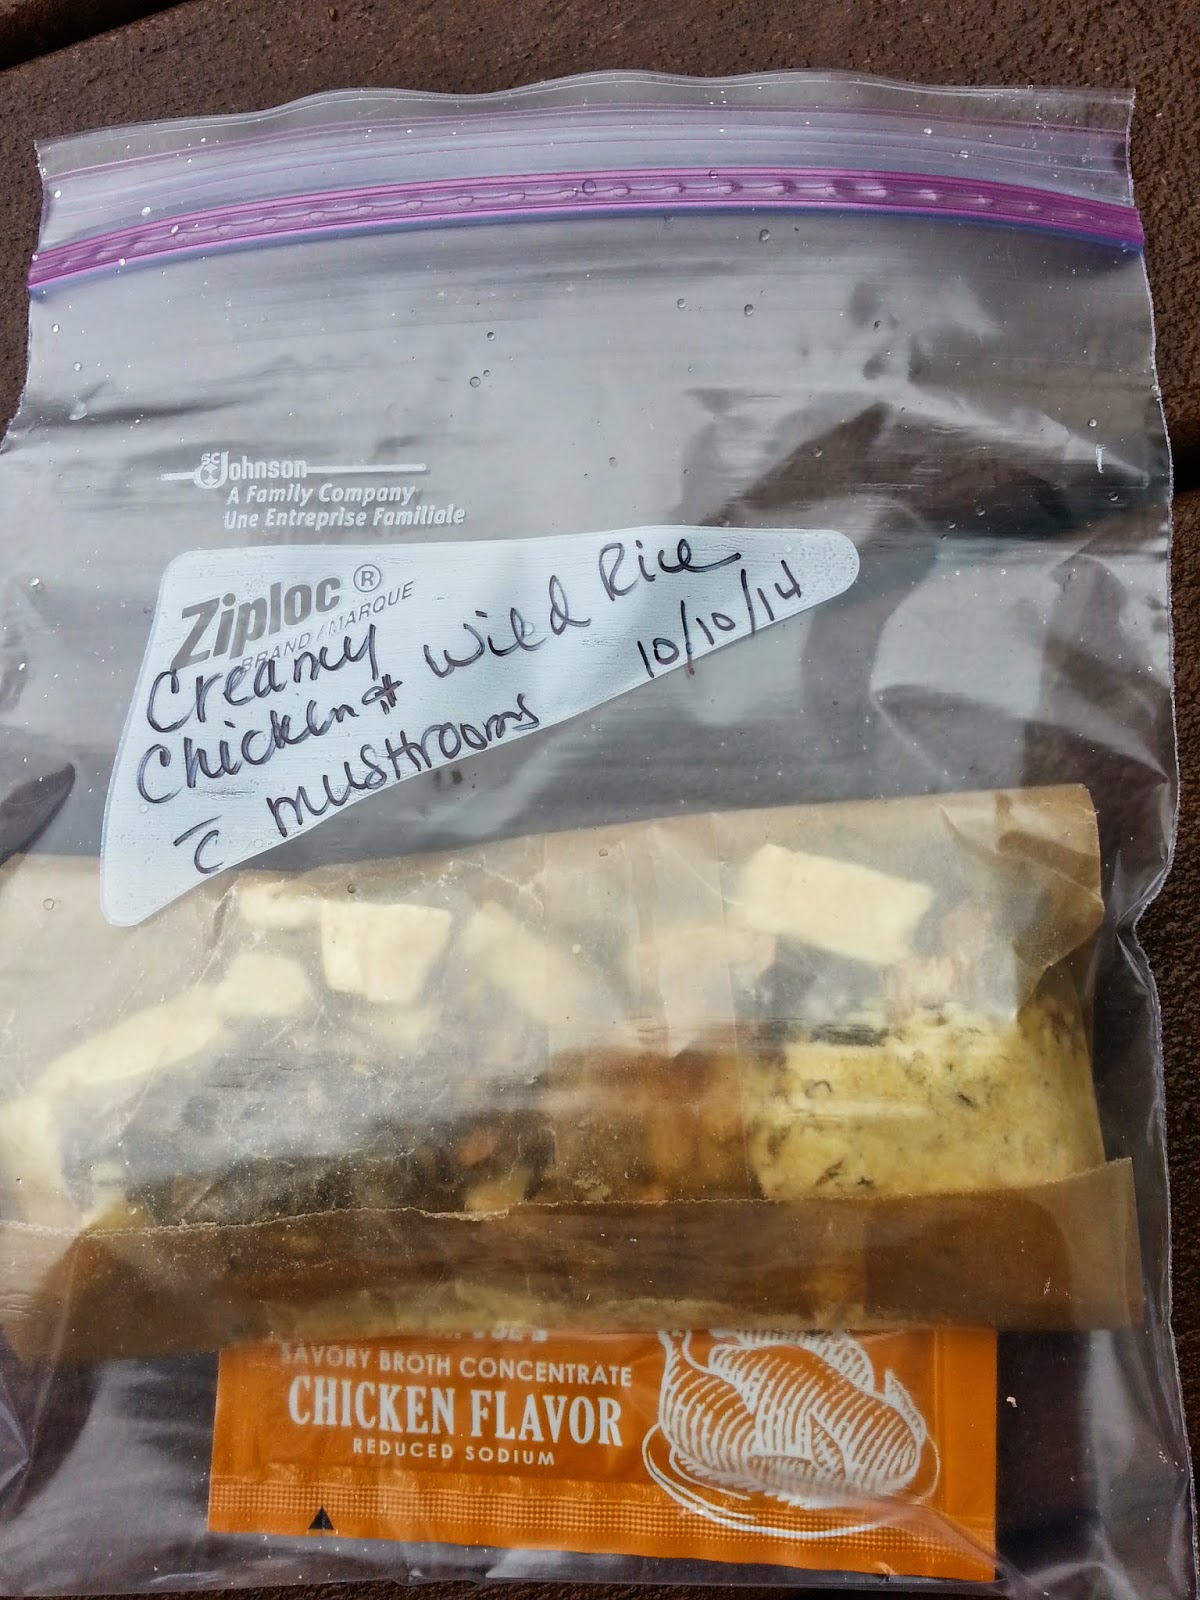 SC Johnson
A Family Company
Une Entreprise Familiale
Ziploc®
BRAND/MARQUE
Creamy
Chicken & Wild Rice
c̄ mushrooms 10/10/14
SAVORY BROTH CONCENTRATE
CHICKEN FLAVOR
REDUCED SODIUM